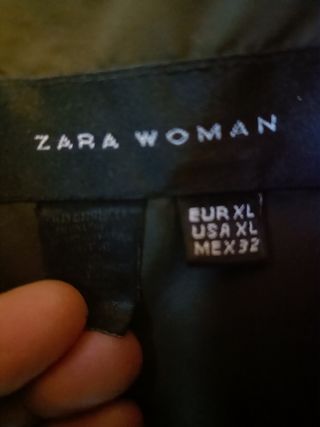 ZARA WOMAN
EUR XL
USA XL
MEX 32